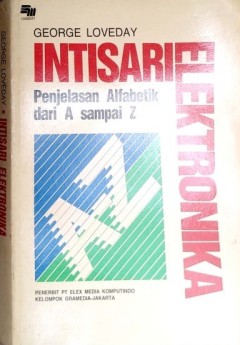 GEORGE LOVEDAY
INTISARI
ELEKTRONIKA
Penjelasan Alfabetik
dari A sampai Z
A-Z
PENERBIT PT ELEX MEDIA KOMPUTINDO
KELOMPOK GRAMEDIA-JAKARTA
GEORGE LOVEDAY • INTISARI ELEKTRONIKA